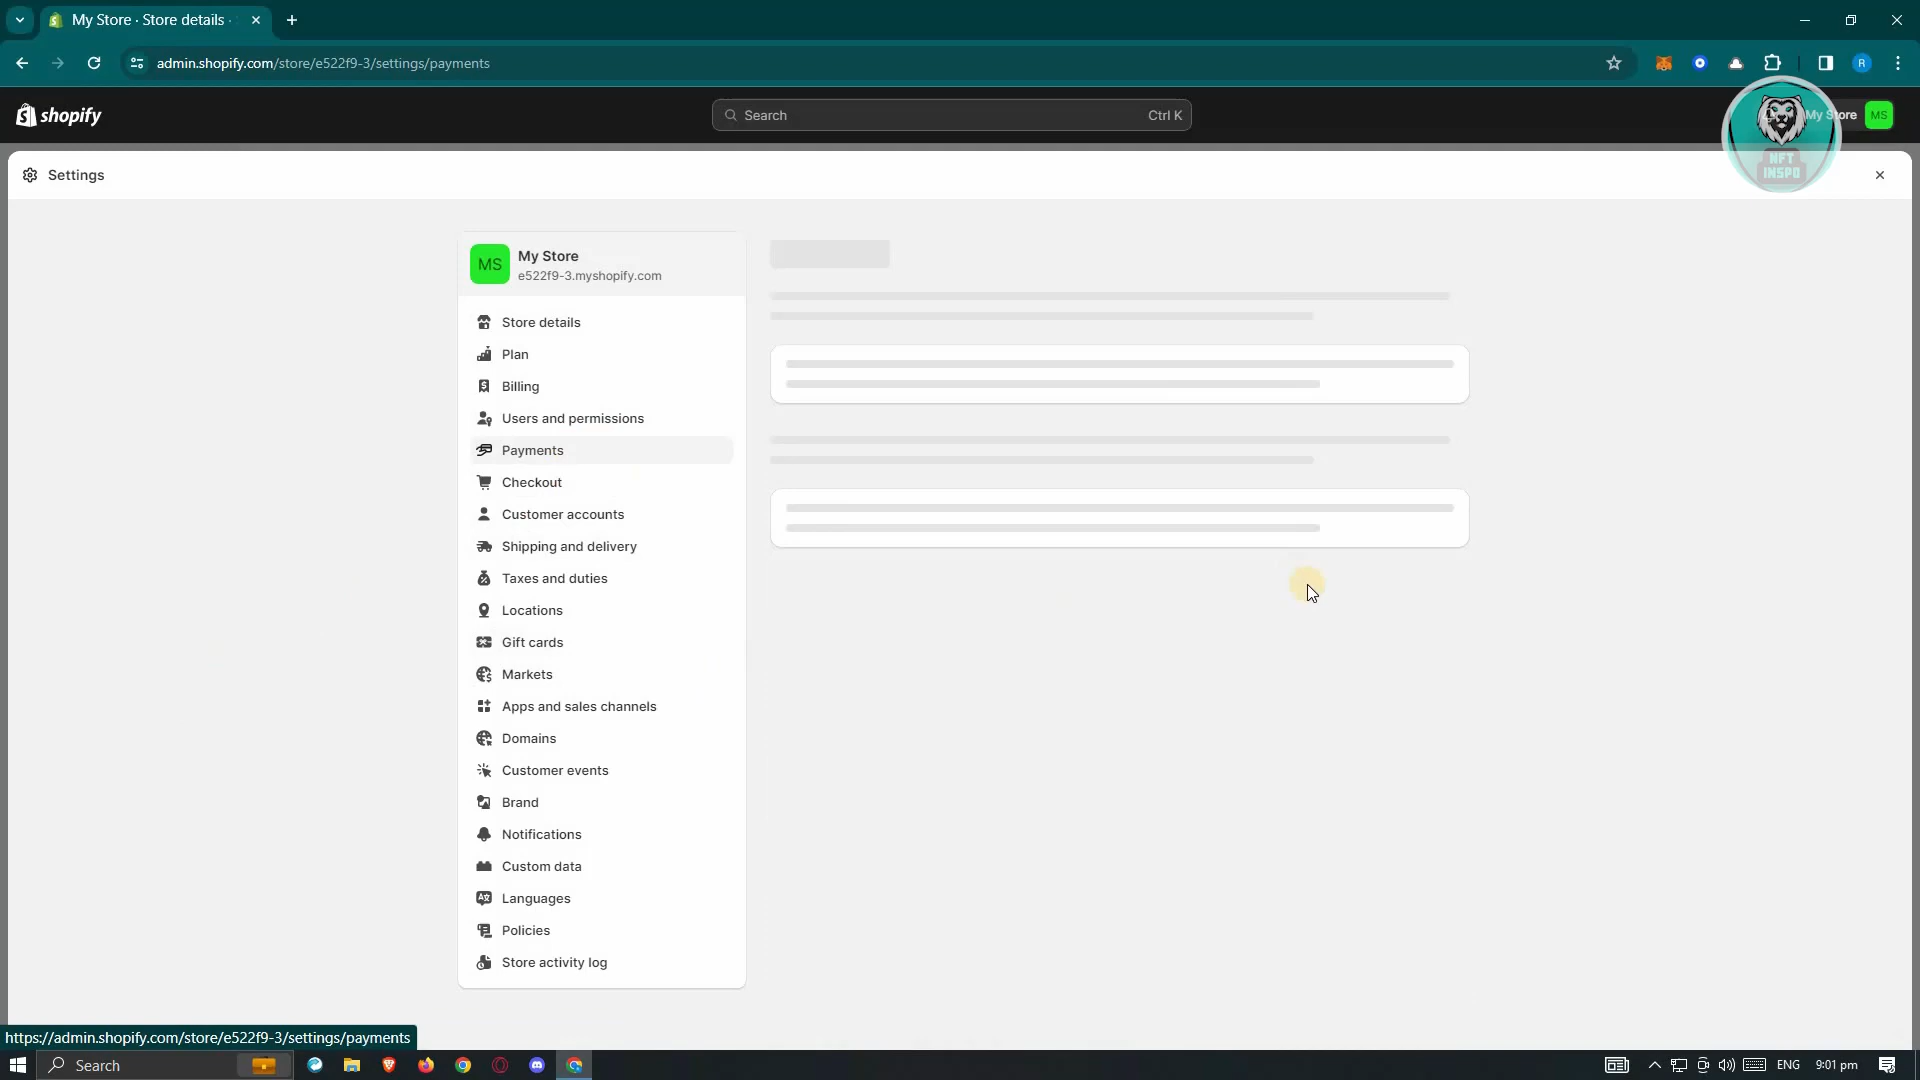 My Store · Store details ·
admin.shopify.com/store/e522f9-3/settings/payments
R
shopify
Search
Ctrl K
My Store
MS
NFT
INSPO
Settings
MS
My Store
e522f9-3.myshopify.com
Store details
Plan
Billing
Users and permissions
Payments
Checkout
Customer accounts
Shipping and delivery
Taxes and duties
Locations
Gift cards
Markets
Apps and sales channels
Domains
Customer events
Brand
Notifications
Custom data
Languages
Policies
Store activity log
https://admin.shopify.com/store/e522f9-3/settings/payments
Search
ENG
9:01 pm